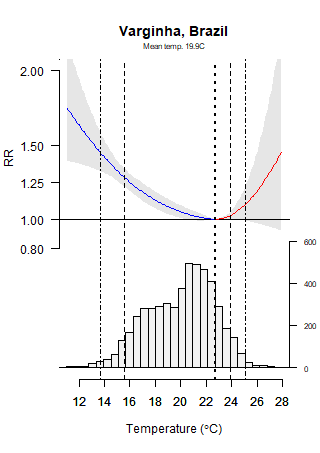 Varginha, Brazil
Mean temp. 19.9C
2.00
1.50
1.25
1.00
0.80
RR
600
400
200
0
12 14 16 18 20 22 24 26 28
Temperature (°C)